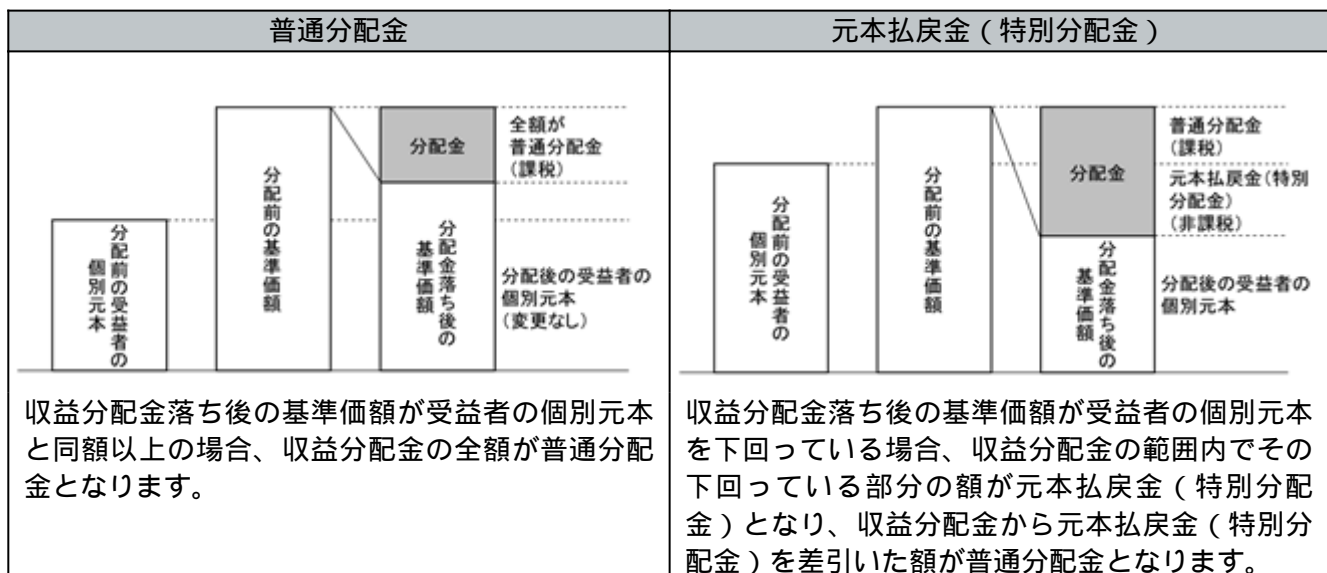 普通分配金
分配前の受益者の
個別元本
分配前の基準価額
分配金
分配金落ち後の
基準価額
全額が
普通分配金
(課税)
分配後の受益者の
個別元本
(変更なし)
収益分配金落ち後の基準価額が受益者の個別元本
と同額以上の場合、収益分配金の全額が普通分配
金となります。
元本払戻金（特別分配金）
分配前の受益者の
個別元本
分配前の基準価額
分配金
分配金落ち後の
基準価額
普通分配金
(課税)
元本払戻金(特別
分配金)
(非課税)
分配後の受益者の
個別元本
収益分配金落ち後の基準価額が受益者の個別元本
を下回っている場合、収益分配金の範囲内でその
下回っている部分の額が元本払戻金（特別分配
金）となり、収益分配金から元本払戻金（特別分
配金）を差引いた額が普通分配金となります。